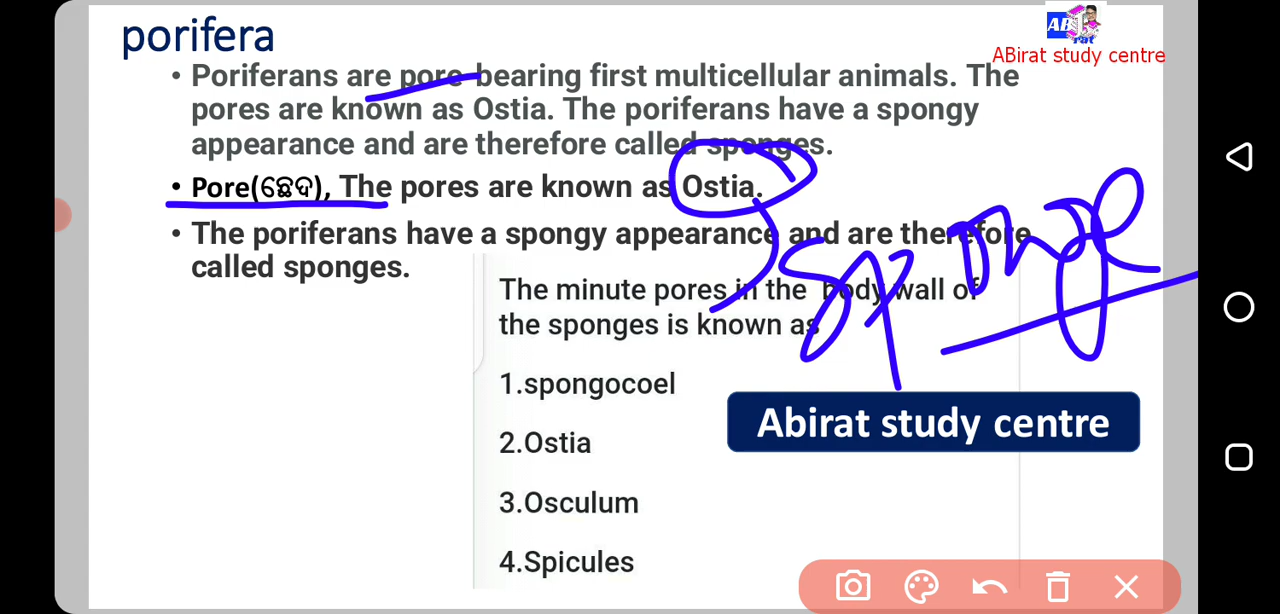 porifera
AB
rat
ABirat study centre
• Poriferans are pore-bearing first multicellular animals. The
pores are known as Ostia. The poriferans have a spongy
appearance and are therefore called sponges.
• Pore(ଛେଦ), The pores are known as Ostia.
• The poriferans have a spongy appearance and are therefore
called sponges.
sponge
The minute pores in the body wall of
the sponges is known as
1.spongocoel
Abirat study centre
2.Ostia
3.Osculum
4.Spicules